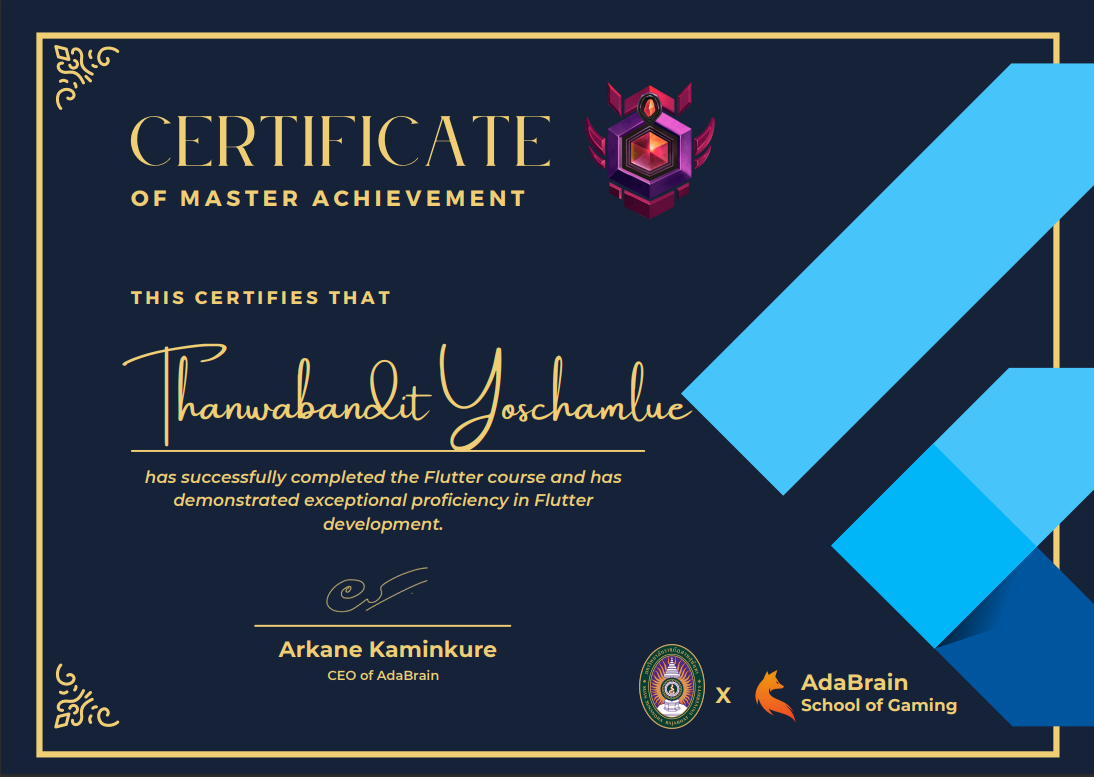 CERTIFICATE
OF MASTER ACHIEVEMENT
THIS CERTIFIES THAT
Thanwabandit Yoschamlue
has successfully completed the Flutter course and has
demonstrated exceptional proficiency in Flutter
development.
Arkane Kaminkure
CEO of AdaBrain
X
AdaBrain
School of Gaming